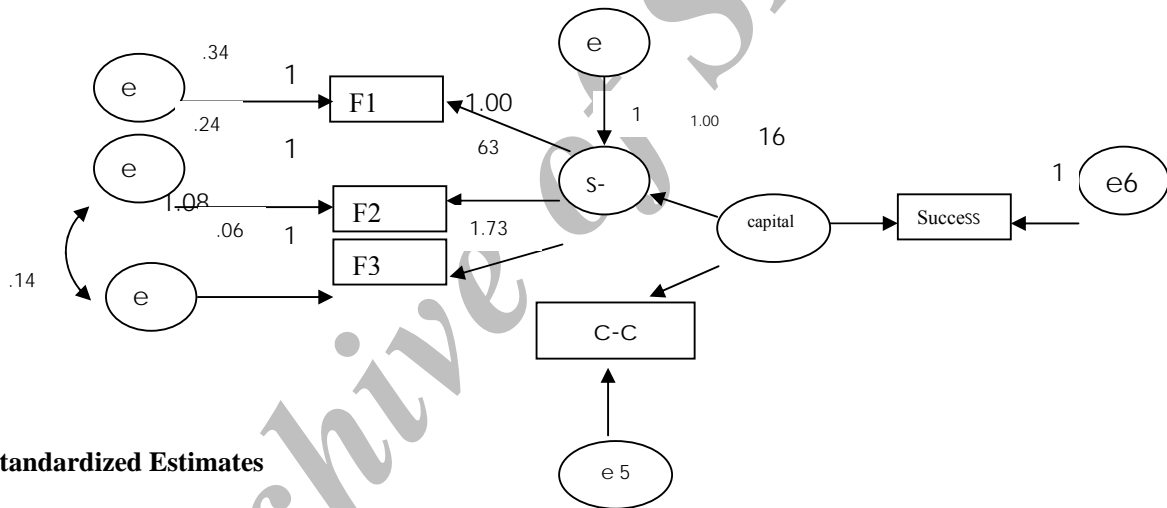 e
.34
1
e
F1
1.00
1
1.00
16
.24
1
63
e
S-
1
e6
1.08
F2
capital
Success
.06
1
1.73
F3
.14
e
C-C
tandardized Estimates
e 5